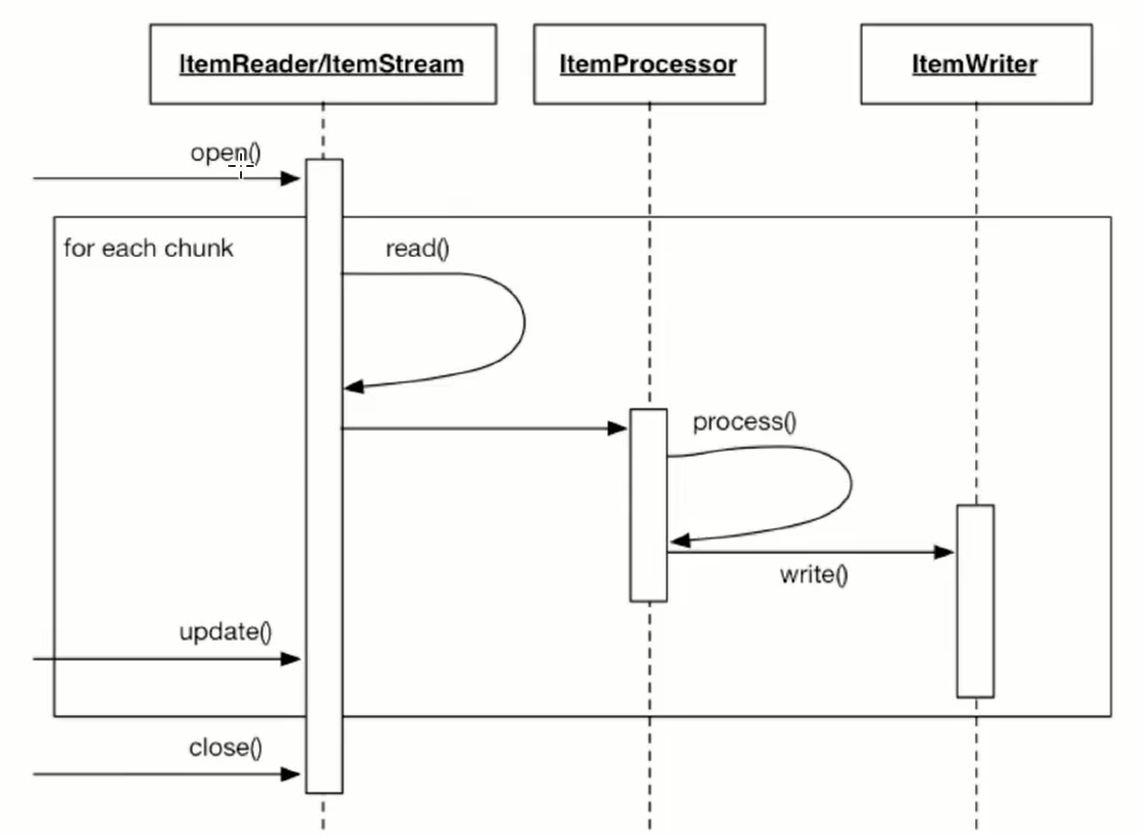 ItemReader/ItemStream
ItemProcessor
ItemWriter
open()
for each chunk
read()
process()
write()
update()
close()